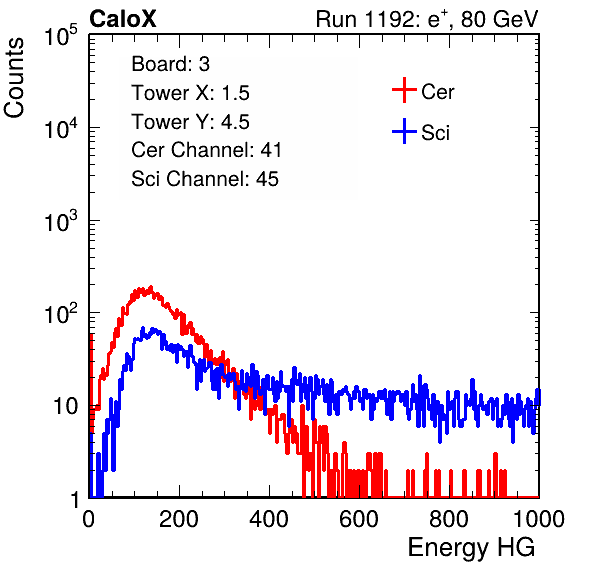 CaloX Run 1192: e⁺, 80 GeV
Counts
10⁵
10⁴
10³
10²
10
1
Board: 3
Tower X: 1.5
Tower Y: 4.5
Cer Channel: 41
Sci Channel: 45
Cer
Sci
0 200 400 600 800 1000
Energy HG